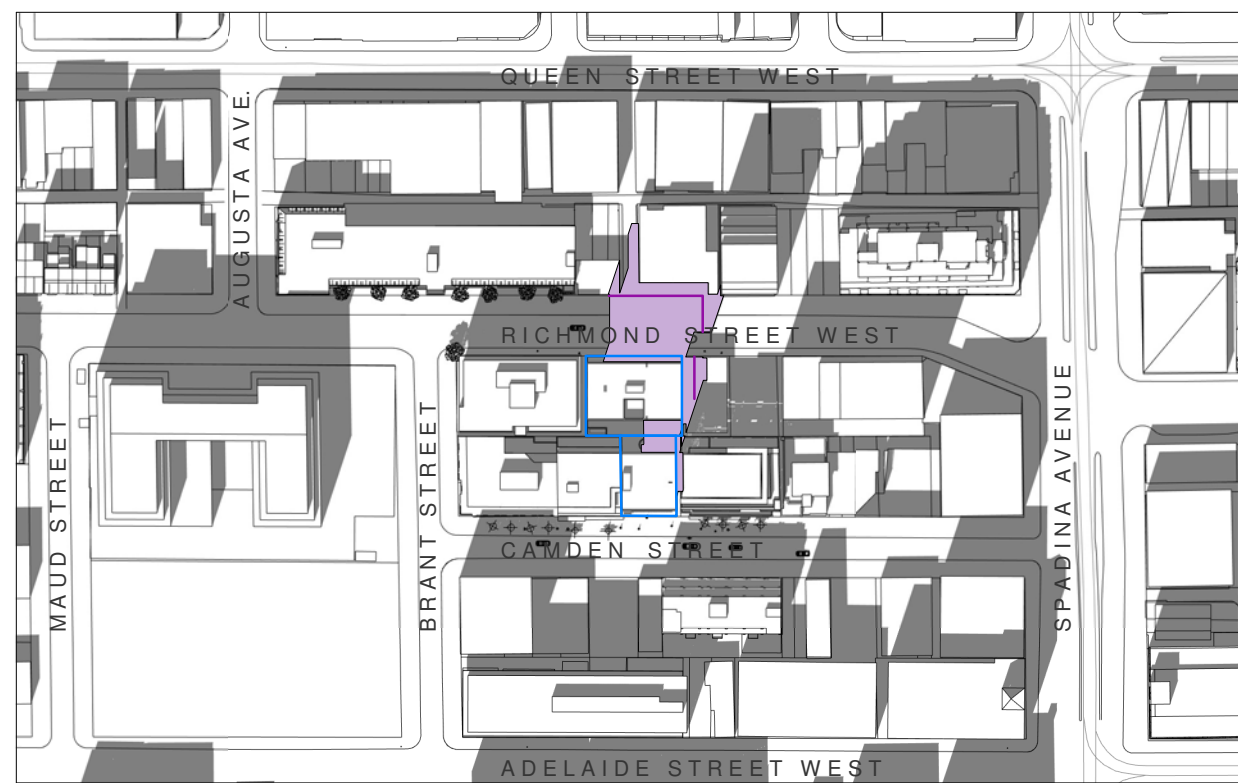 QUEEN STREET WEST
AUGUSTA AVE.
RICHMOND STREET WEST
MAUD STREET
BRANT STREET
SPADINA AVENUE
CAMDEN STREET
ADELAIDE STREET WEST